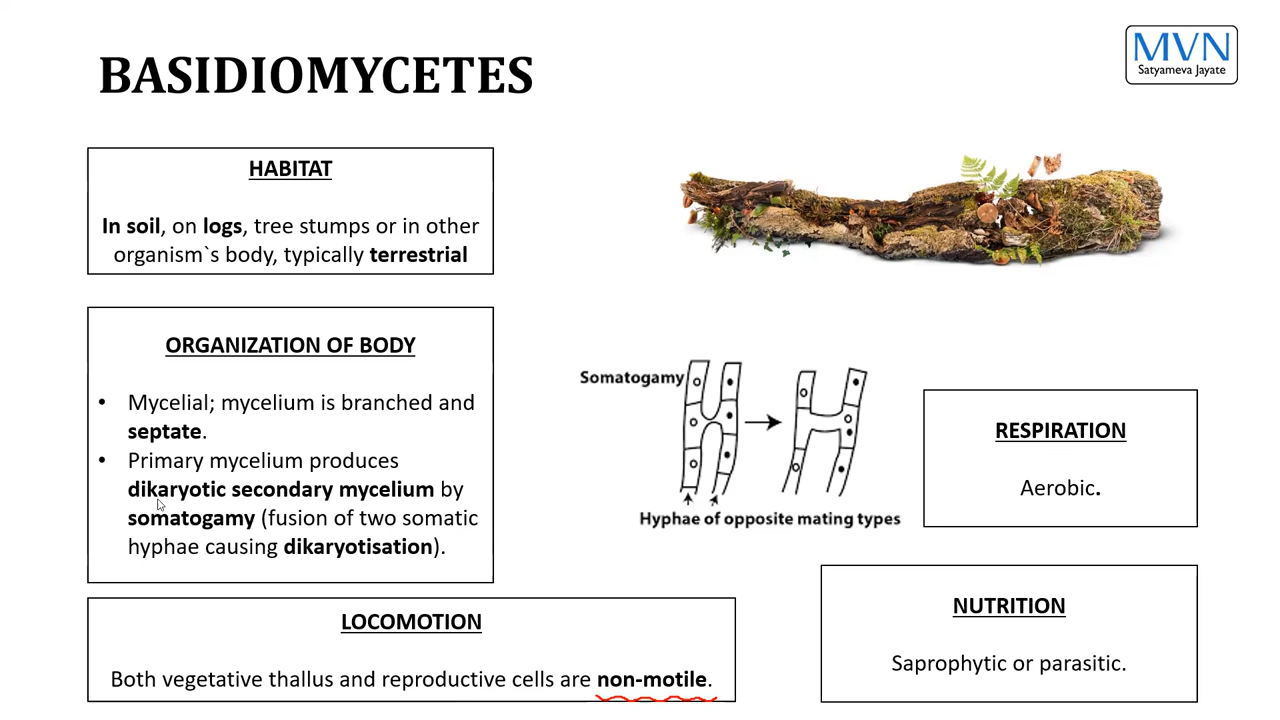 BASIDIOMYCETES
MVN
Satyameva Jayate
HABITAT
In soil, on logs, tree stumps or in other
organism`s body, typically terrestrial
ORGANIZATION OF BODY
• Mycelial; mycelium is branched and
septate.
• Primary mycelium produces
dikaryotic secondary mycelium by
somatogamy (fusion of two somatic
hyphae causing dikaryotisation).
Somatogamy
Hyphae of opposite mating types
RESPIRATION
Aerobic.
LOCOMOTION
Both vegetative thallus and reproductive cells are non-motile.
NUTRITION
Saprophytic or parasitic.